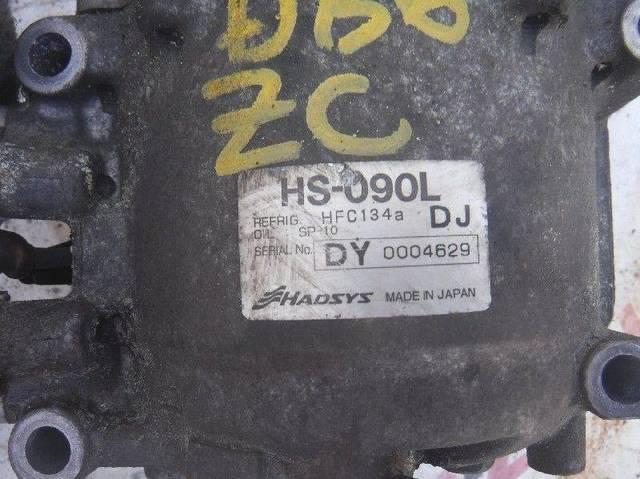 ZC
HS-090L
REFRIG. HFC134a DJ
OIL SP-10
SERIAL No. DY 0004629
HADSYS MADE IN JAPAN